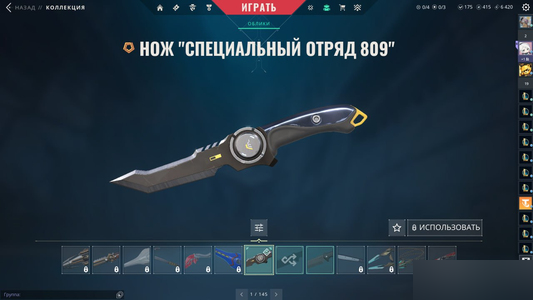 НАЗАД // КОЛЛЕКЦИЯ
ИГРАТЬ
0/4 0/3 175 415 6 420
ОБЛИКИ
НОЖ "СПЕЦИАЛЬНЫЙ ОТРЯД 809"
ИСПОЛЬЗОВАТЬ
Группа
1 / 145